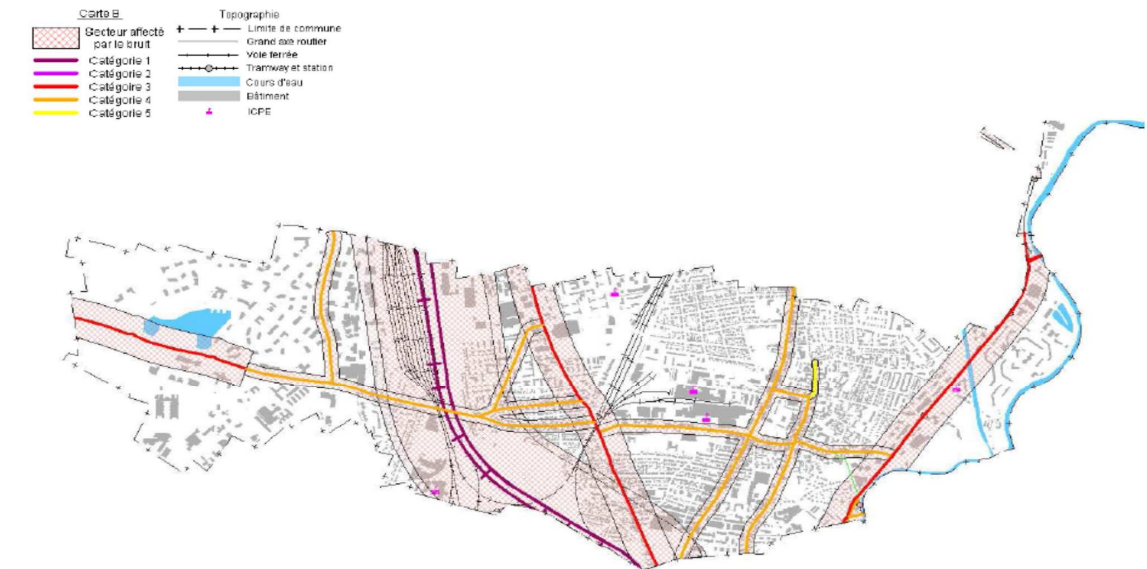 Carte B
Secteur affecté
par le bruit
Catégorie 1
Catégorie 2
Catégorie 3
Catégorie 4
Catégorie 5
Topographie
Limite de commune
Grand axe routier
Voie ferrée
Tramway et station
Cours d'eau
Bâtiment
ICPE